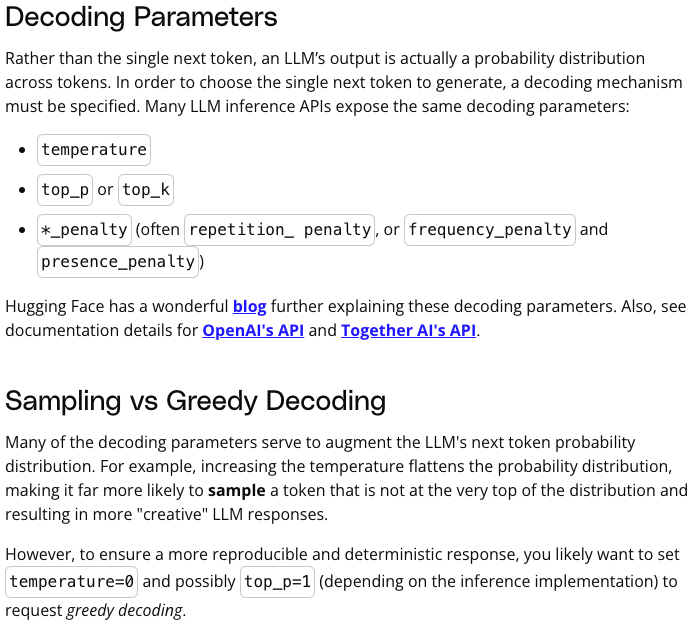 Decoding Parameters
Rather than the single next token, an LLM's output is actually a probability distribution
across tokens. In order to choose the single next token to generate, a decoding mechanism
must be specified. Many LLM inference APIs expose the same decoding parameters:
• temperature
• top_p or top_k
• *_penalty (often repetition_ penalty, or frequency_penalty and
presence_penalty)
Hugging Face has a wonderful blog further explaining these decoding parameters. Also, see
documentation details for OpenAI's API and Together AI's API.
Sampling vs Greedy Decoding
Many of the decoding parameters serve to augment the LLM's next token probability
distribution. For example, increasing the temperature flattens the probability distribution,
making it far more likely to sample a token that is not at the very top of the distribution and
resulting in more "creative" LLM responses.
However, to ensure a more reproducible and deterministic response, you likely want to set
temperature=0 and possibly top_p=1 (depending on the inference implementation) to
request greedy decoding.